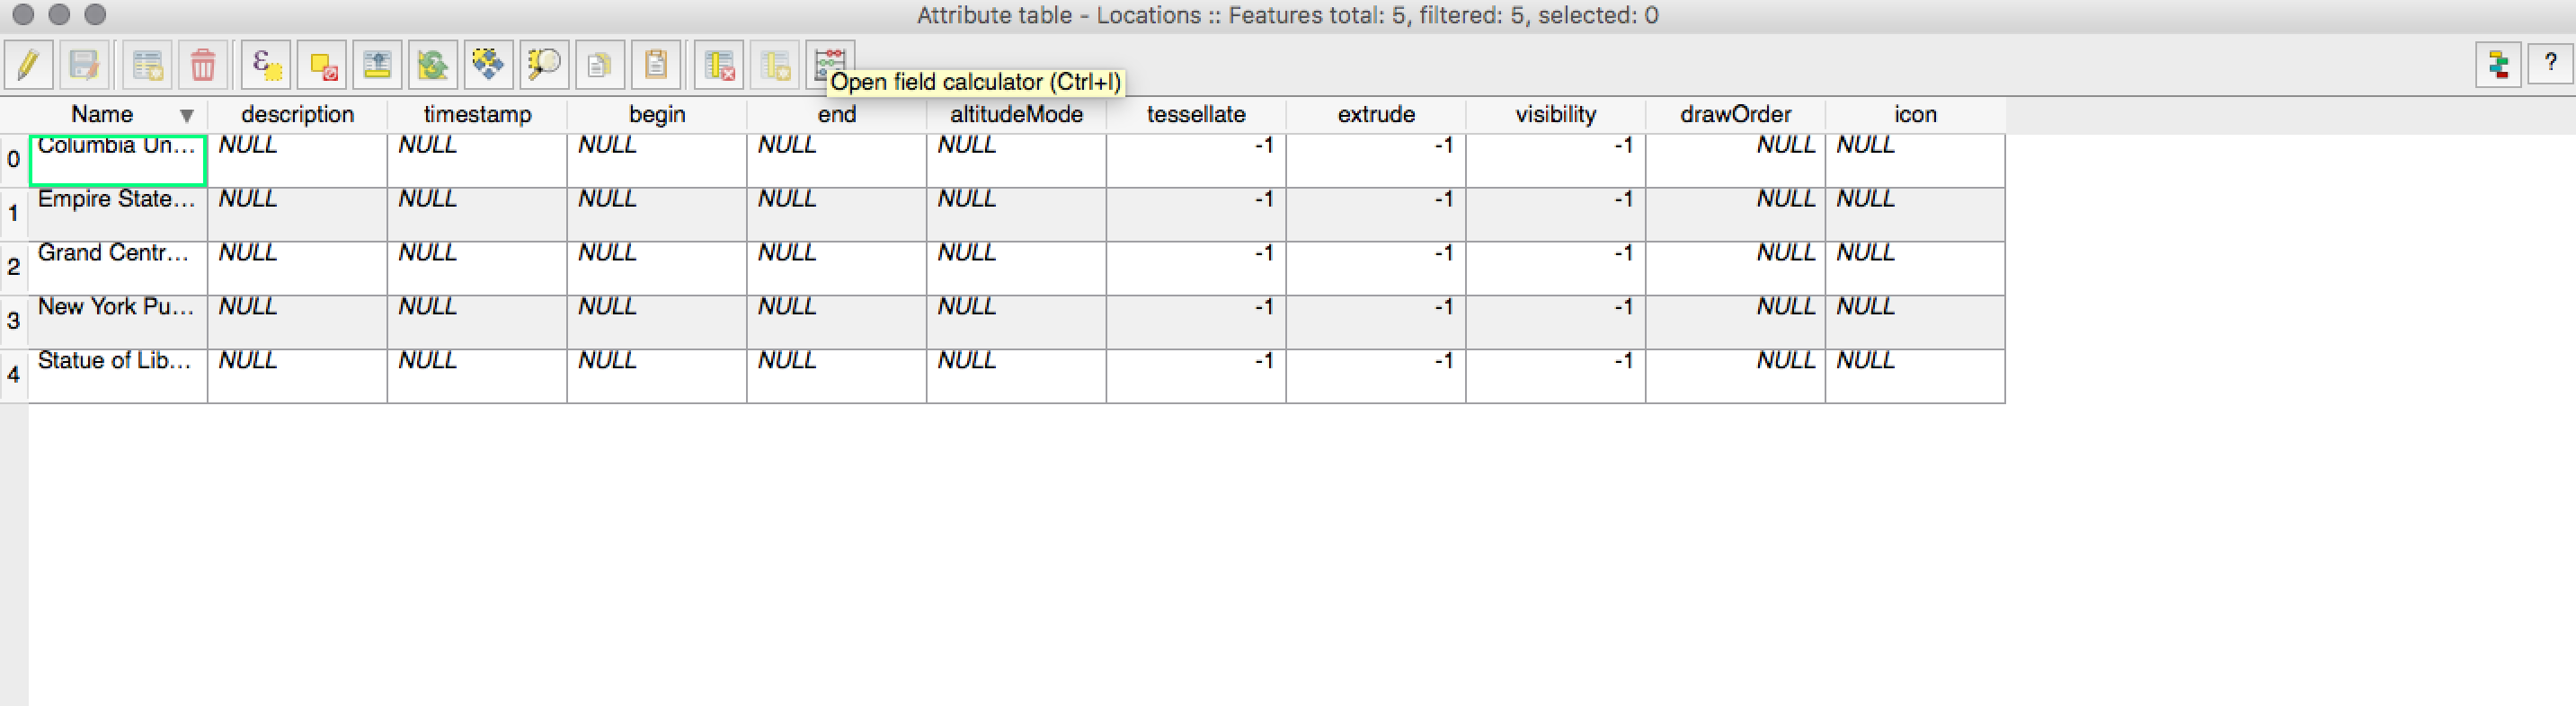 Attribute table - Locations :: Features total: 5, filtered: 5, selected: 0
ε
?
Open field calculator (Ctrl+I)
Name description timestamp begin end altitudeMode tessellate extrude visibility drawOrder icon
0 Columbia Un... NULL NULL NULL NULL NULL -1 -1 -1 NULL NULL
1 Empire State... NULL NULL NULL NULL NULL -1 -1 -1 NULL NULL
2 Grand Centr... NULL NULL NULL NULL NULL -1 -1 -1 NULL NULL
3 New York Pu... NULL NULL NULL NULL NULL -1 -1 -1 NULL NULL
4 Statue of Lib... NULL NULL NULL NULL NULL -1 -1 -1 NULL NULL